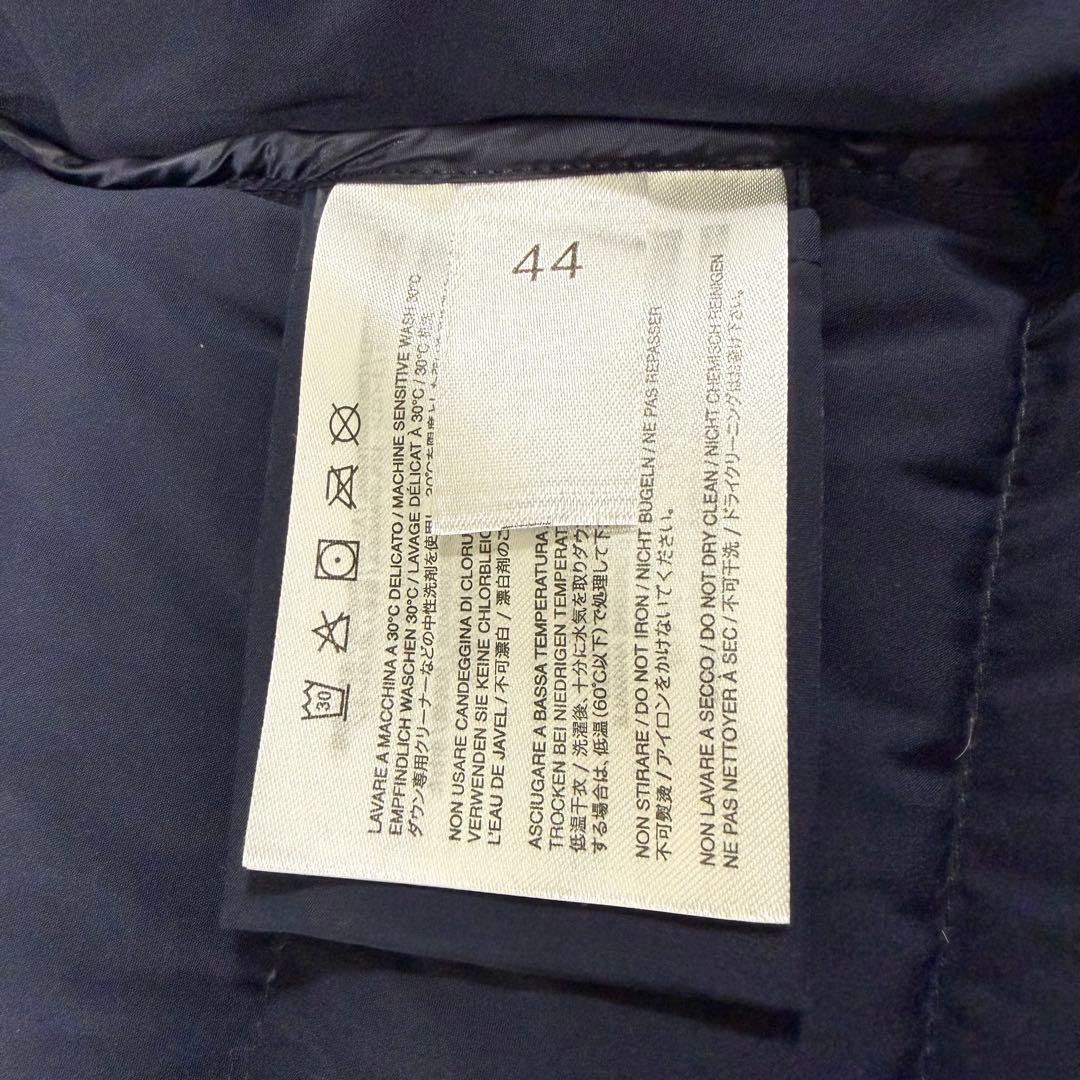 44
30
LAVARE A MACCHINA A 30°C DELICATO / MACHINE SENSITIVE WASH 30°C
EMPFINDLICH WASCHEN 30°C / LAVAGE DÉLICAT À 30°C / 30°C
ダウン専用クリーナーなどの中性洗剤を使用し
NON USARE CANDEGGINA DI CLORU
VERWENDEN SIE KEINE CHLORBLEIC
L'EAU DE JAVEL / 不可漂白 / 漂白剤のご
ASCIUGARE A BASSA TEMPERATURA
TROCKEN BEI NIEDRIGEN TEMPERAT
低温干衣 / 洗濯後、十分に水気を取りダウ
する場合は、低温(60℃以下)で処理して下
NON STIRARE / DO NOT IRON / NICHT BUGELN / NE PAS REPASSER
不可熨烫 / アイロンをかけないでください。
NON LAVARE A SECCO / DO NOT DRY CLEAN / NICHT CHEMISCH REINIGEN
NE PAS NETTOYER À SEC / 不可干洗 / ドライクリーニングはお避け下さい。